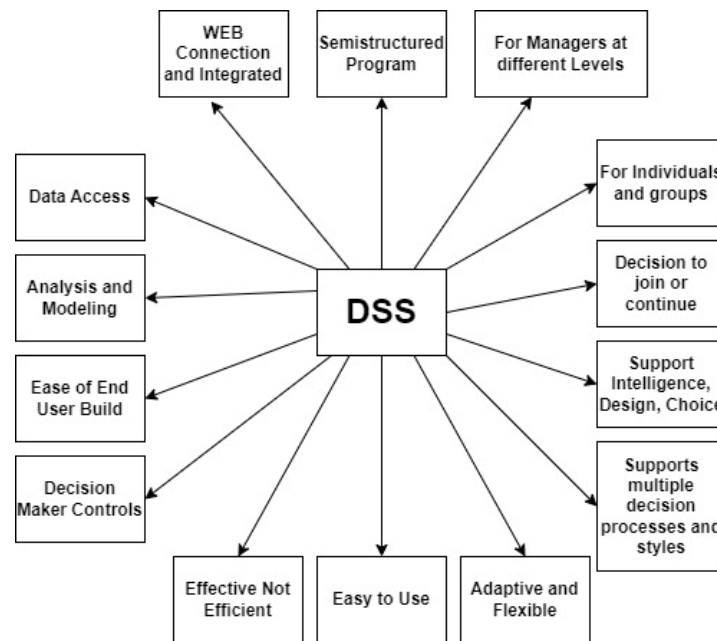 WEB
Connection
and Integrated
Semistructured
Program
For Managers at
different Levels
Data Access
For Individuals
and groups
Analysis and
Modeling
DSS
Decision to
join or
continue
Ease of End
User Build
Support
Intelligence,
Design, Choice
Decision
Maker Controls
Supports
multiple
decision
processes and
styles
Effective Not
Efficient
Easy to Use
Adaptive and
Flexible